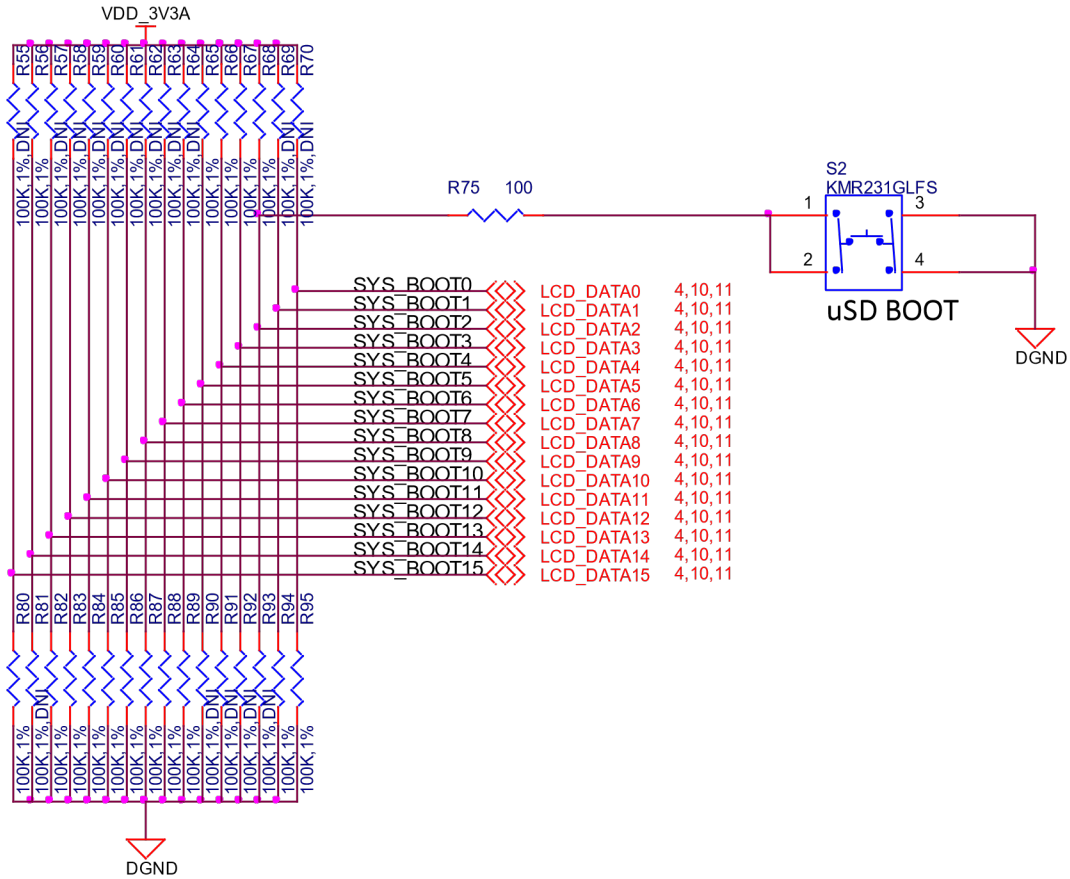 VDD_3V3A
R55
R56
R57
R58
R59
R60
R61
R62
R63
R64
R65
R66
R67
R68
R69
R70
100K,1%,DNI
100K,1%
100K,1%,DNI
100K,1%,DNI
100K,1%,DNI
100K,1%,DNI
100K,1%,DNI
100K,1%,DNI
100K,1%,DNI
100K,1%,DNI
100K,1%
100K,1%
100K,1%
100K,1%
100K,1%,DNI
100K,1%,DNI
R75 100
S2
KMR231GLFS
1 3
2 4
uSD BOOT
DGND
SYS_BOOT0 LCD_DATA0 4,10,11
SYS_BOOT1 LCD_DATA1 4,10,11
SYS_BOOT2 LCD_DATA2 4,10,11
SYS_BOOT3 LCD_DATA3 4,10,11
SYS_BOOT4 LCD_DATA4 4,10,11
SYS_BOOT5 LCD_DATA5 4,10,11
SYS_BOOT6 LCD_DATA6 4,10,11
SYS_BOOT7 LCD_DATA7 4,10,11
SYS_BOOT8 LCD_DATA8 4,10,11
SYS_BOOT9 LCD_DATA9 4,10,11
SYS_BOOT10 LCD_DATA10 4,10,11
SYS_BOOT11 LCD_DATA11 4,10,11
SYS_BOOT12 LCD_DATA12 4,10,11
SYS_BOOT13 LCD_DATA13 4,10,11
SYS_BOOT14 LCD_DATA14 4,10,11
SYS_BOOT15 LCD_DATA15 4,10,11
R80
R81
R82
R83
R84
R85
R86
R87
R88
R89
R90
R91
R92
R93
R94
R95
100K,1%
100K,1%,DNI
100K,1%
100K,1%
100K,1%
100K,1%
100K,1%
100K,1%
100K,1%
100K,1%
100K,1%,DNI
100K,1%,DNI
100K,1%,DNI
100K,1%,DNI
100K,1%
100K,1%
DGND